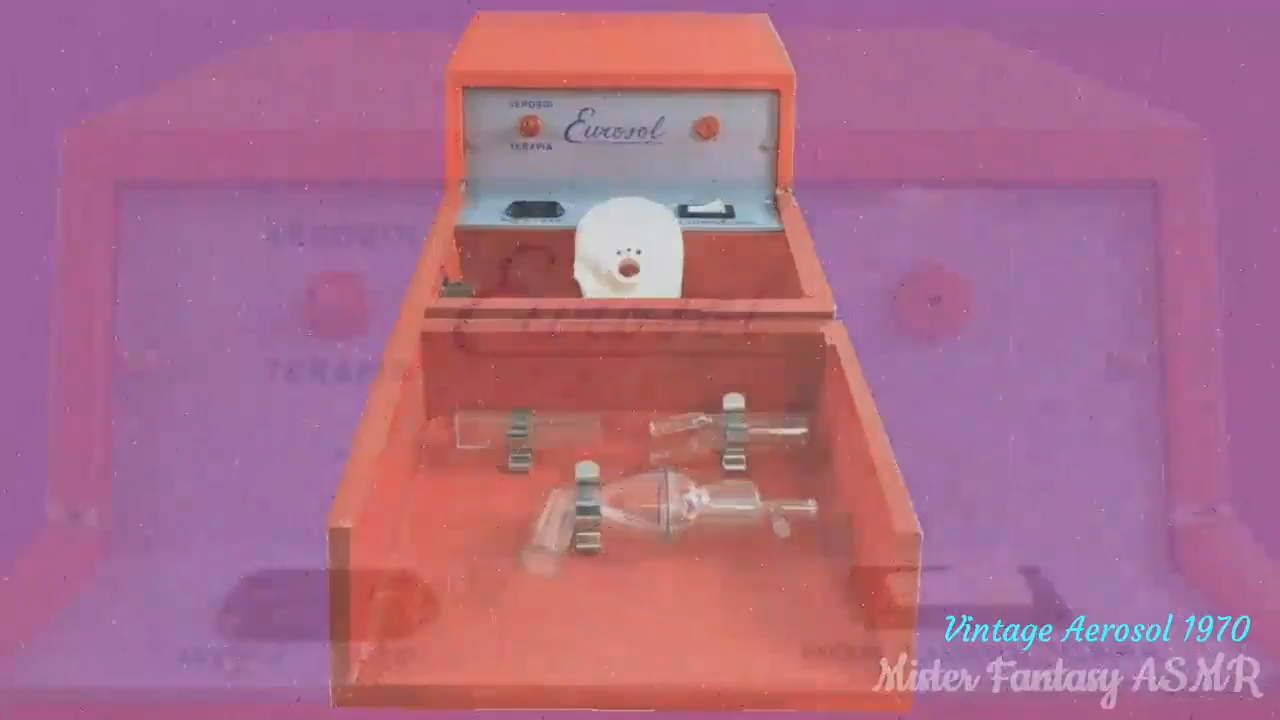 AEROSOL
Eurosol
TERAPIA
Vintage Aerosol 1970
Mister Fantasy ASMR